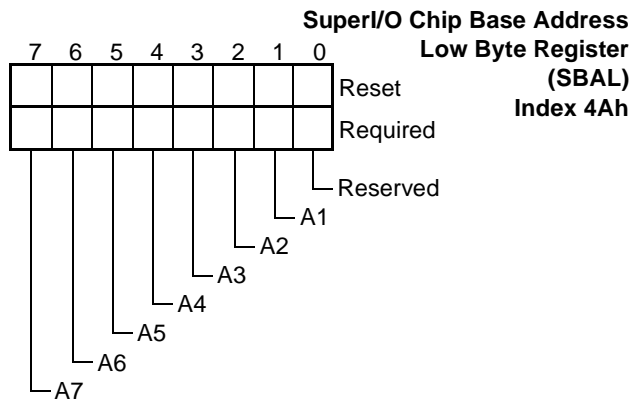 SuperI/O Chip Base Address
Low Byte Register
(SBAL)
Index 4Ah
7 6 5 4 3 2 1 0
Reset
Required
Reserved
A1
A2
A3
A4
A5
A6
A7